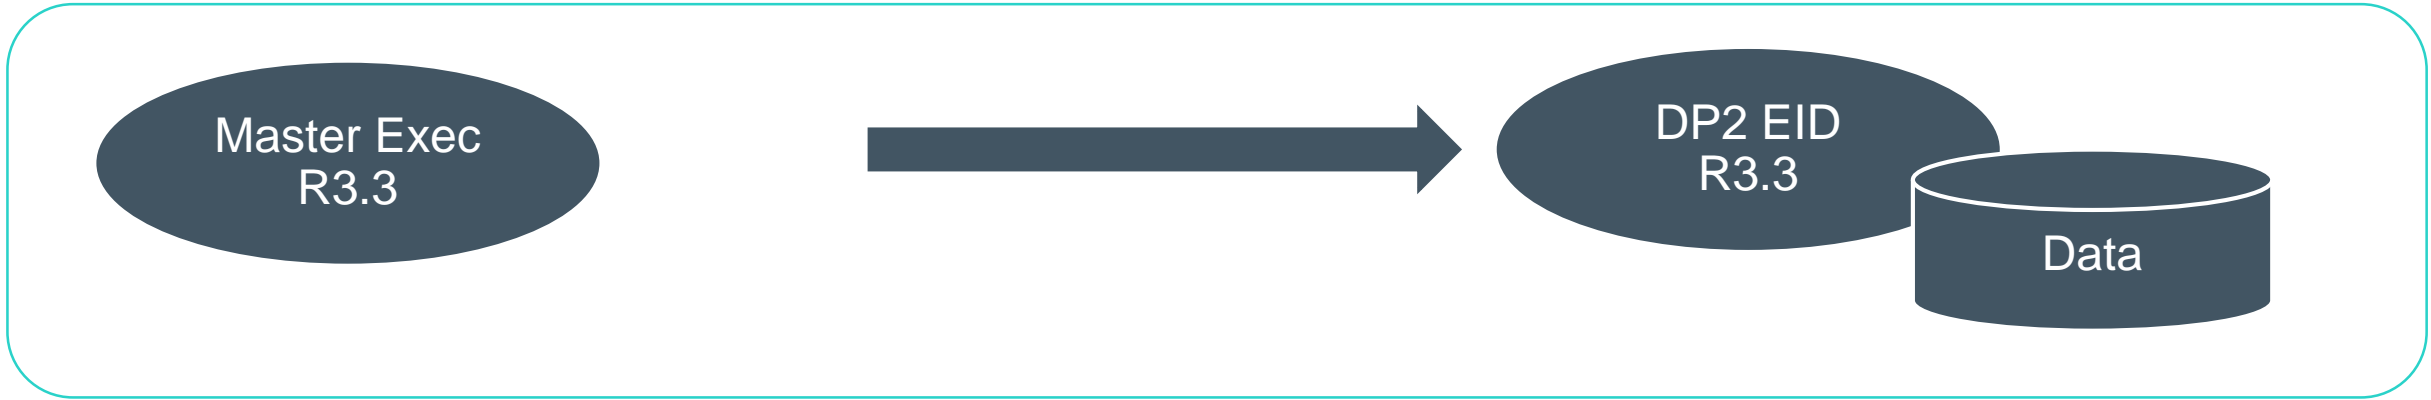 Master Exec
R3.3
DP2 EID
R3.3
Data